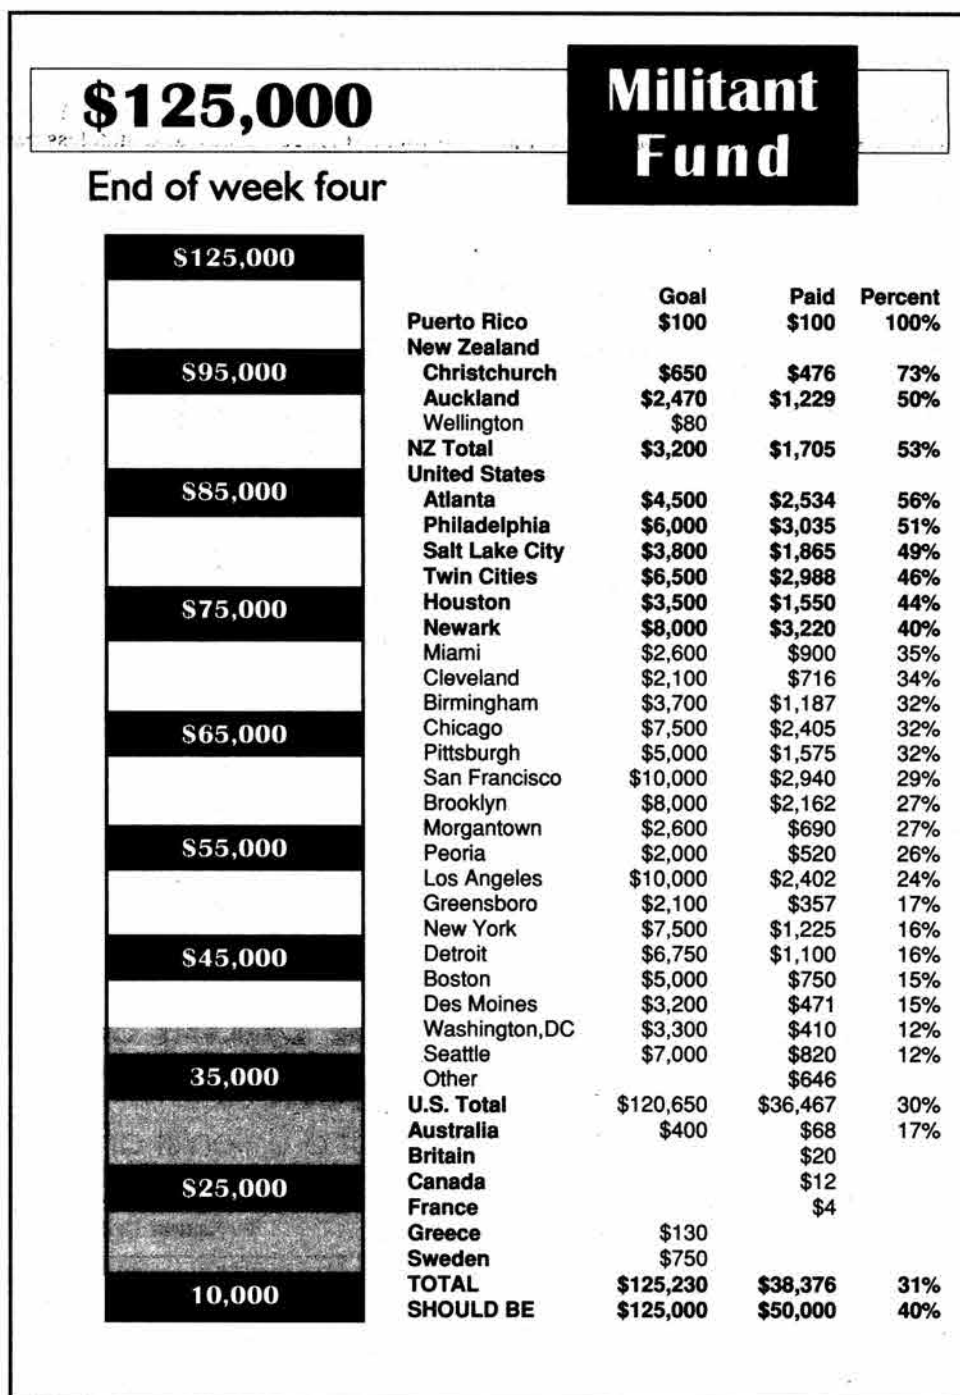 $125,000
Militant
Fund
End of week four
$125,000
$95,000
$85,000
$75,000
$65,000
$55,000
$45,000
35,000
$25,000
10,000
Goal Paid Percent
Puerto Rico $100 $100 100%
New Zealand
Christchurch $650 $476 73%
Auckland $2,470 $1,229 50%
Wellington $80
NZ Total $3,200 $1,705 53%
United States
Atlanta $4,500 $2,534 56%
Philadelphia $6,000 $3,035 51%
Salt Lake City $3,800 $1,865 49%
Twin Cities $6,500 $2,988 46%
Houston $3,500 $1,550 44%
Newark $8,000 $3,220 40%
Miami $2,600 $900 35%
Cleveland $2,100 $716 34%
Birmingham $3,700 $1,187 32%
Chicago $7,500 $2,405 32%
Pittsburgh $5,000 $1,575 32%
San Francisco $10,000 $2,940 29%
Brooklyn $8,000 $2,162 27%
Morgantown $2,600 $690 27%
Peoria $2,000 $520 26%
Los Angeles $10,000 $2,402 24%
Greensboro $2,100 $357 17%
New York $7,500 $1,225 16%
Detroit $6,750 $1,100 16%
Boston $5,000 $750 15%
Des Moines $3,200 $471 15%
Washington,DC $3,300 $410 12%
Seattle $7,000 $820 12%
Other $646
U.S. Total $120,650 $36,467 30%
Australia $400 $68 17%
Britain $20
Canada $12
France $4
Greece $130
Sweden $750
TOTAL $125,230 $38,376 31%
SHOULD BE $125,000 $50,000 40%